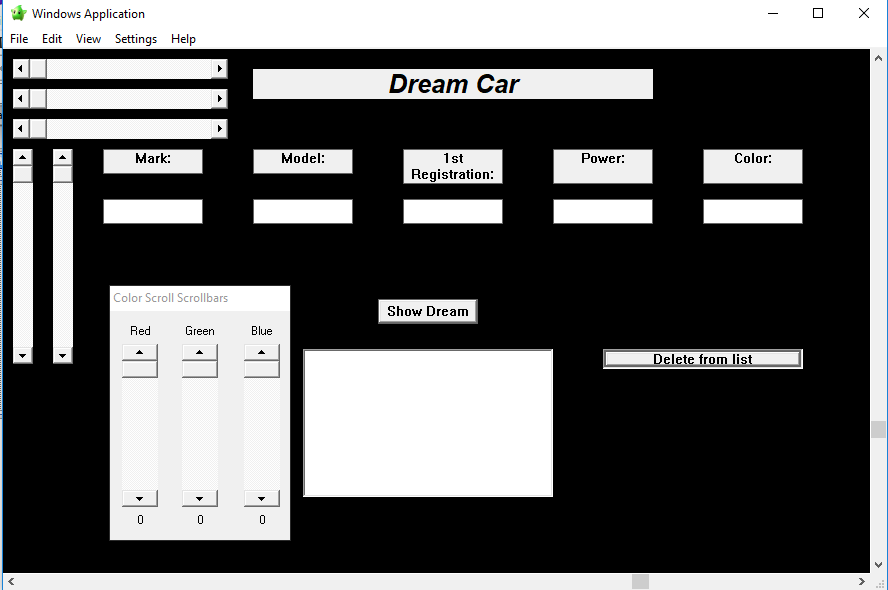 Windows Application
File Edit View Settings Help
Dream Car
Mark: Model: 1st Registration: Power: Color:
Color Scroll Scrollbars
Show Dream
Red Green Blue
Delete from list
0 0 0